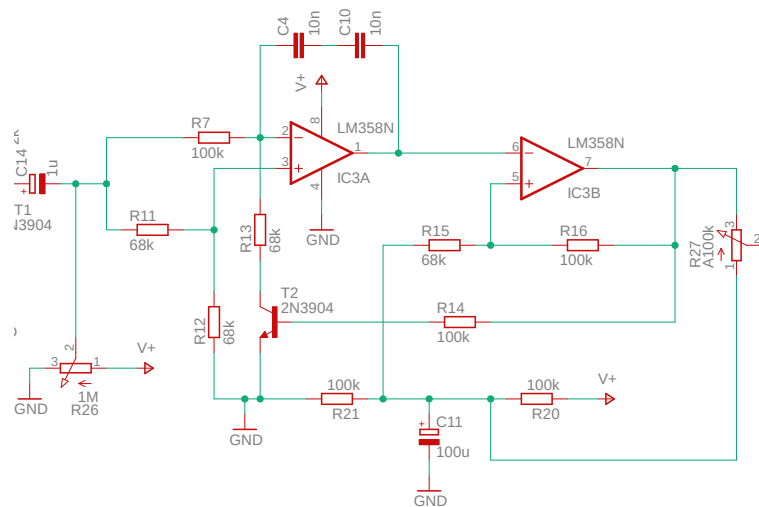 C4
10n
C10
10n
V+
R7
100k
2
8
LM358N
1
3
4
IC3A
GND
6
LM358N
7
5
IC3B
C14
1u
+
T1
R11
68k
R13
68k
R15
68k
R16
100k
3
2
1
R27
A100k
T2
2N3904
R14
100k
R12
68k
2
3
1
V+
GND
1M
R26
100k
R21
100k
R20
V+
GND
+
C11
100u
GND